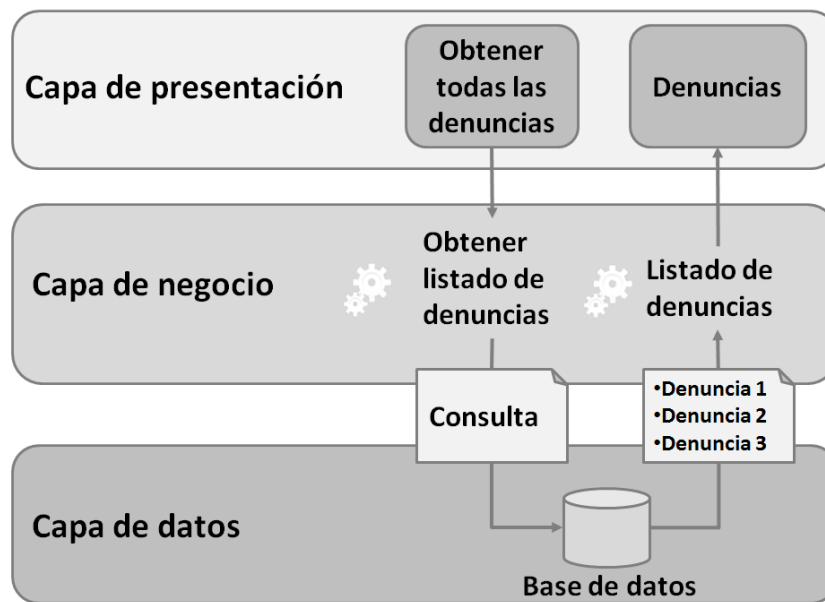 Capa de presentación
Obtener
todas las
denuncias
Denuncias
Capa de negocio
Obtener
listado de
denuncias
Listado de
denuncias
Consulta
•Denuncia 1
•Denuncia 2
•Denuncia 3
Capa de datos
Base de datos